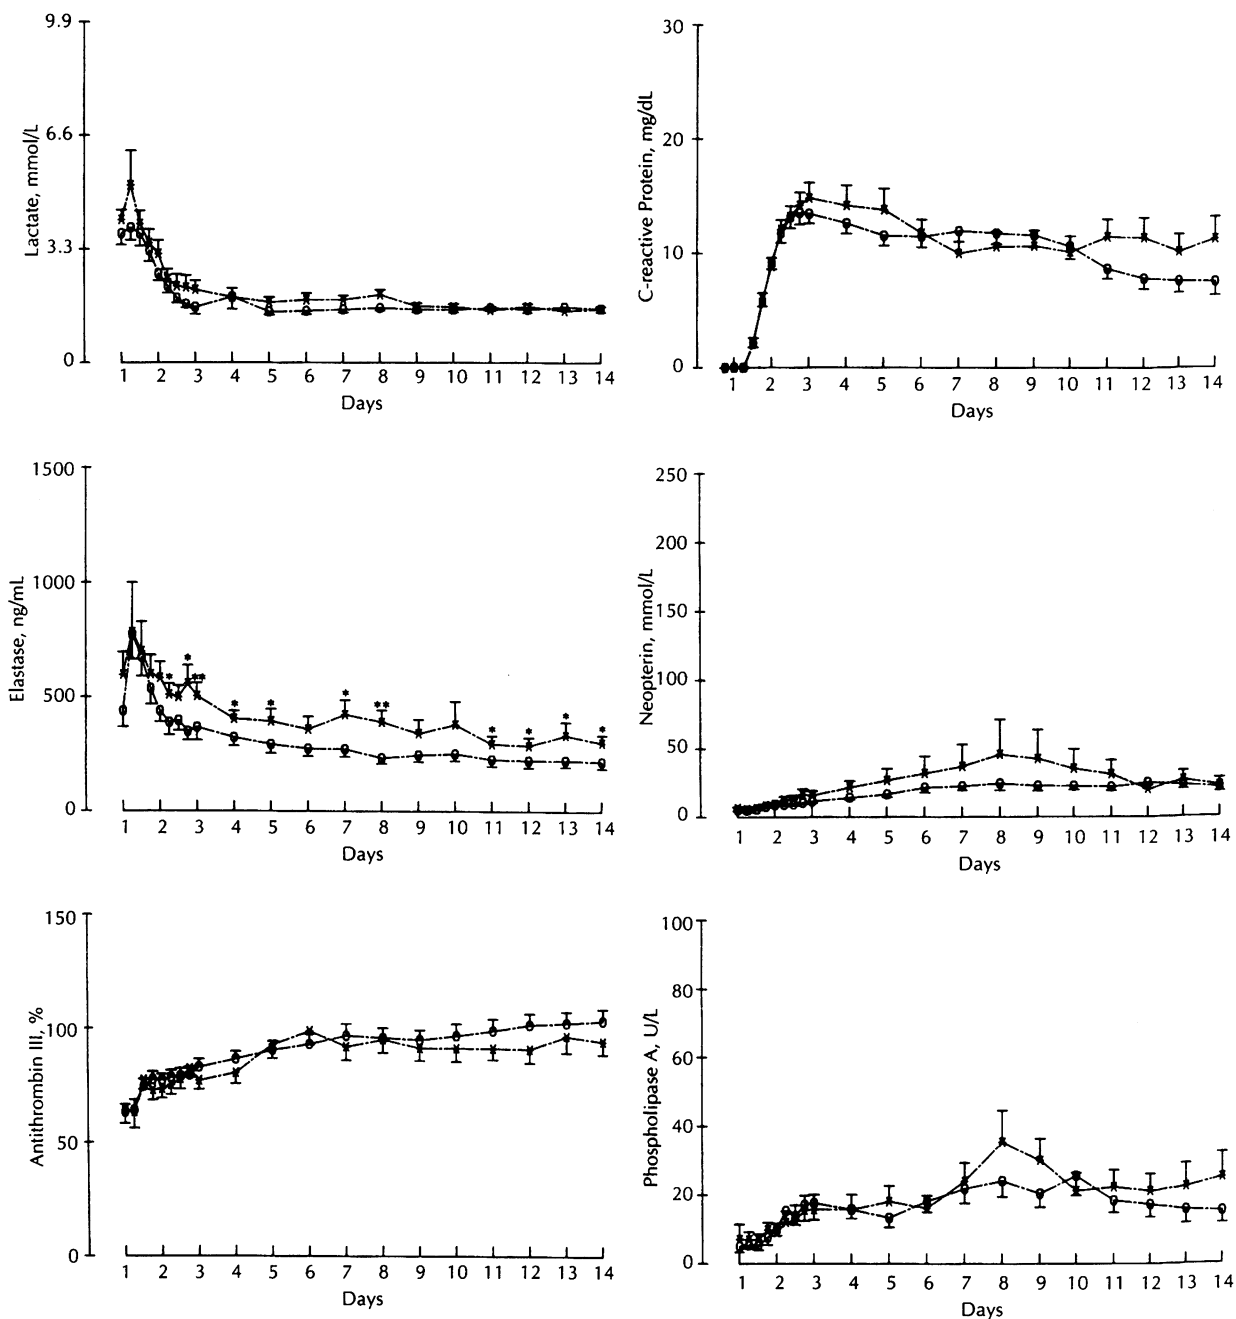 9.9
6.6
3.3
0
Lactate, mmol/L
1 2 3 4 5 6 7 8 9 10 11 12 13 14
Days
30
20
10
0
C-reactive Protein, mg/dL
1 2 3 4 5 6 7 8 9 10 11 12 13 14
Days
1500
1000
500
0
Elastase, ng/mL
* * ** * * * ** * * * *
1 2 3 4 5 6 7 8 9 10 11 12 13 14
Days
250
200
150
100
50
0
Neopterin, mmol/L
1 2 3 4 5 6 7 8 9 10 11 12 13 14
Days
150
100
50
0
Antithrombin III, %
1 2 3 4 5 6 7 8 9 10 11 12 13 14
Days
100
80
60
40
20
0
Phospholipase A, U/L
1 2 3 4 5 6 7 8 9 10 11 12 13 14
Days